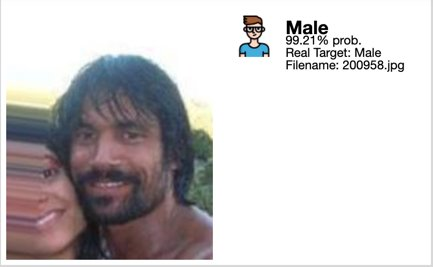 Male
99.21% prob.
Real Target: Male
Filename: 200958.jpg